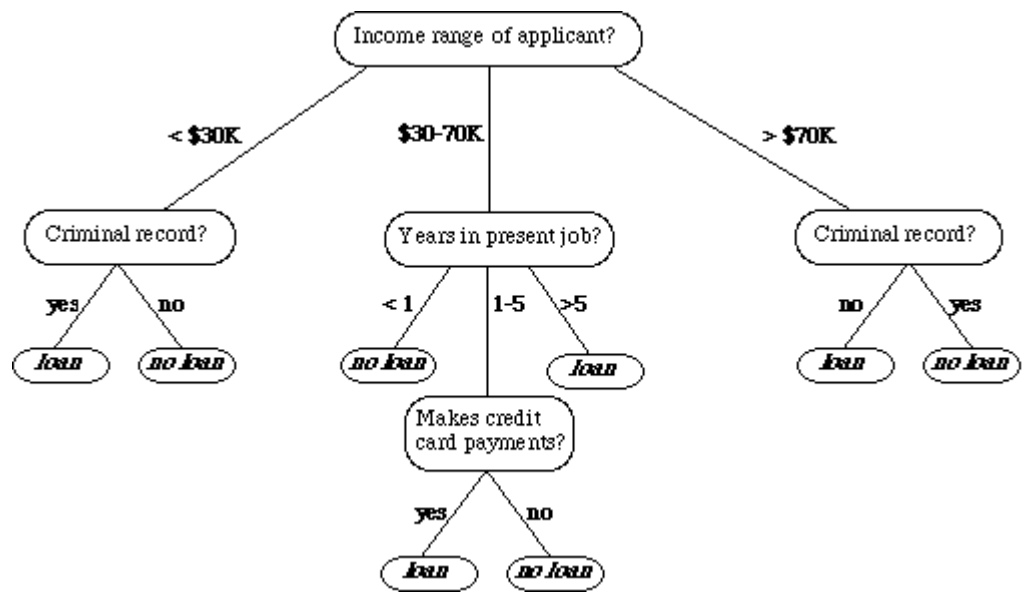 Income range of applicant?
< $30K
$30-70K
> $70K
Criminal record?
Years in present job?
Criminal record?
yes
no
< 1
1-5
>5
no
yes
loan
no loan
no loan
loan
loan
no loan
Makes credit
card payments?
yes
no
loan
no loan